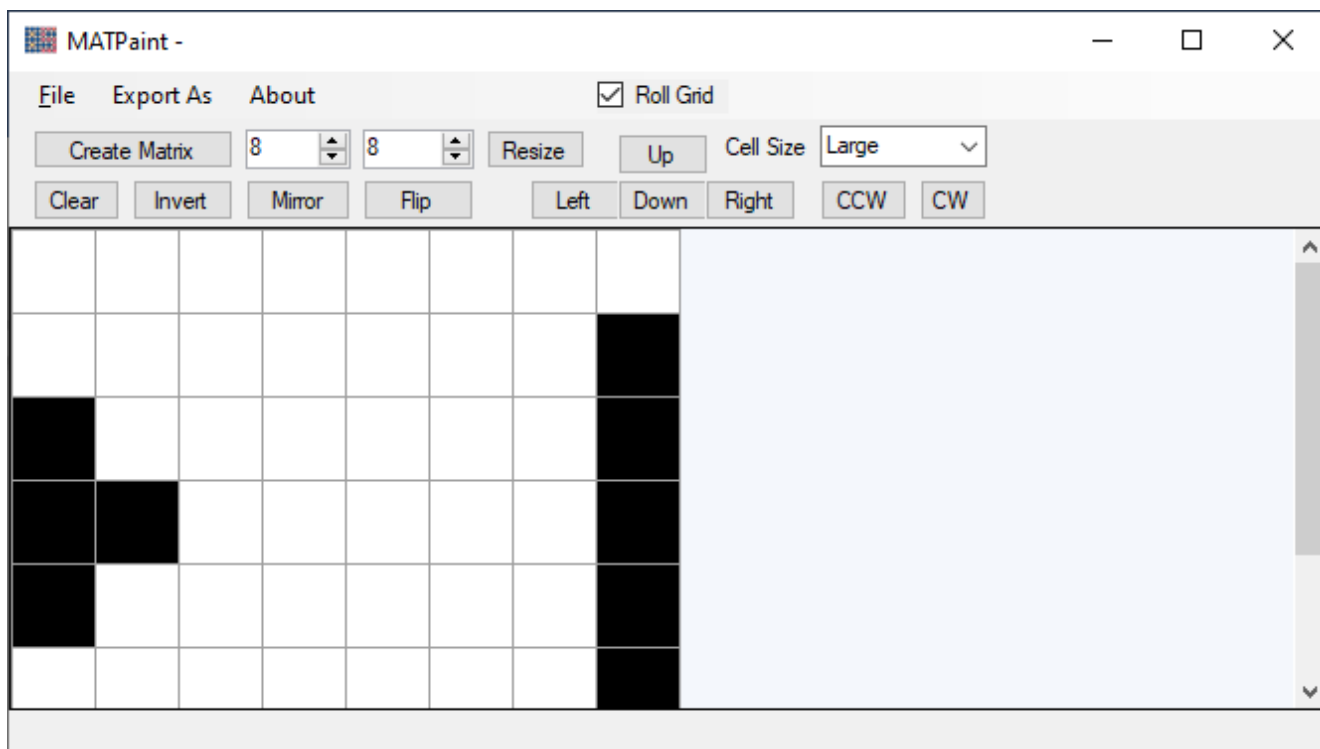 MATPaint -
File Export As About Roll Grid
Create Matrix 8 8 Resize Up Cell Size Large
Clear Invert Mirror Flip Left Down Right CCW CW